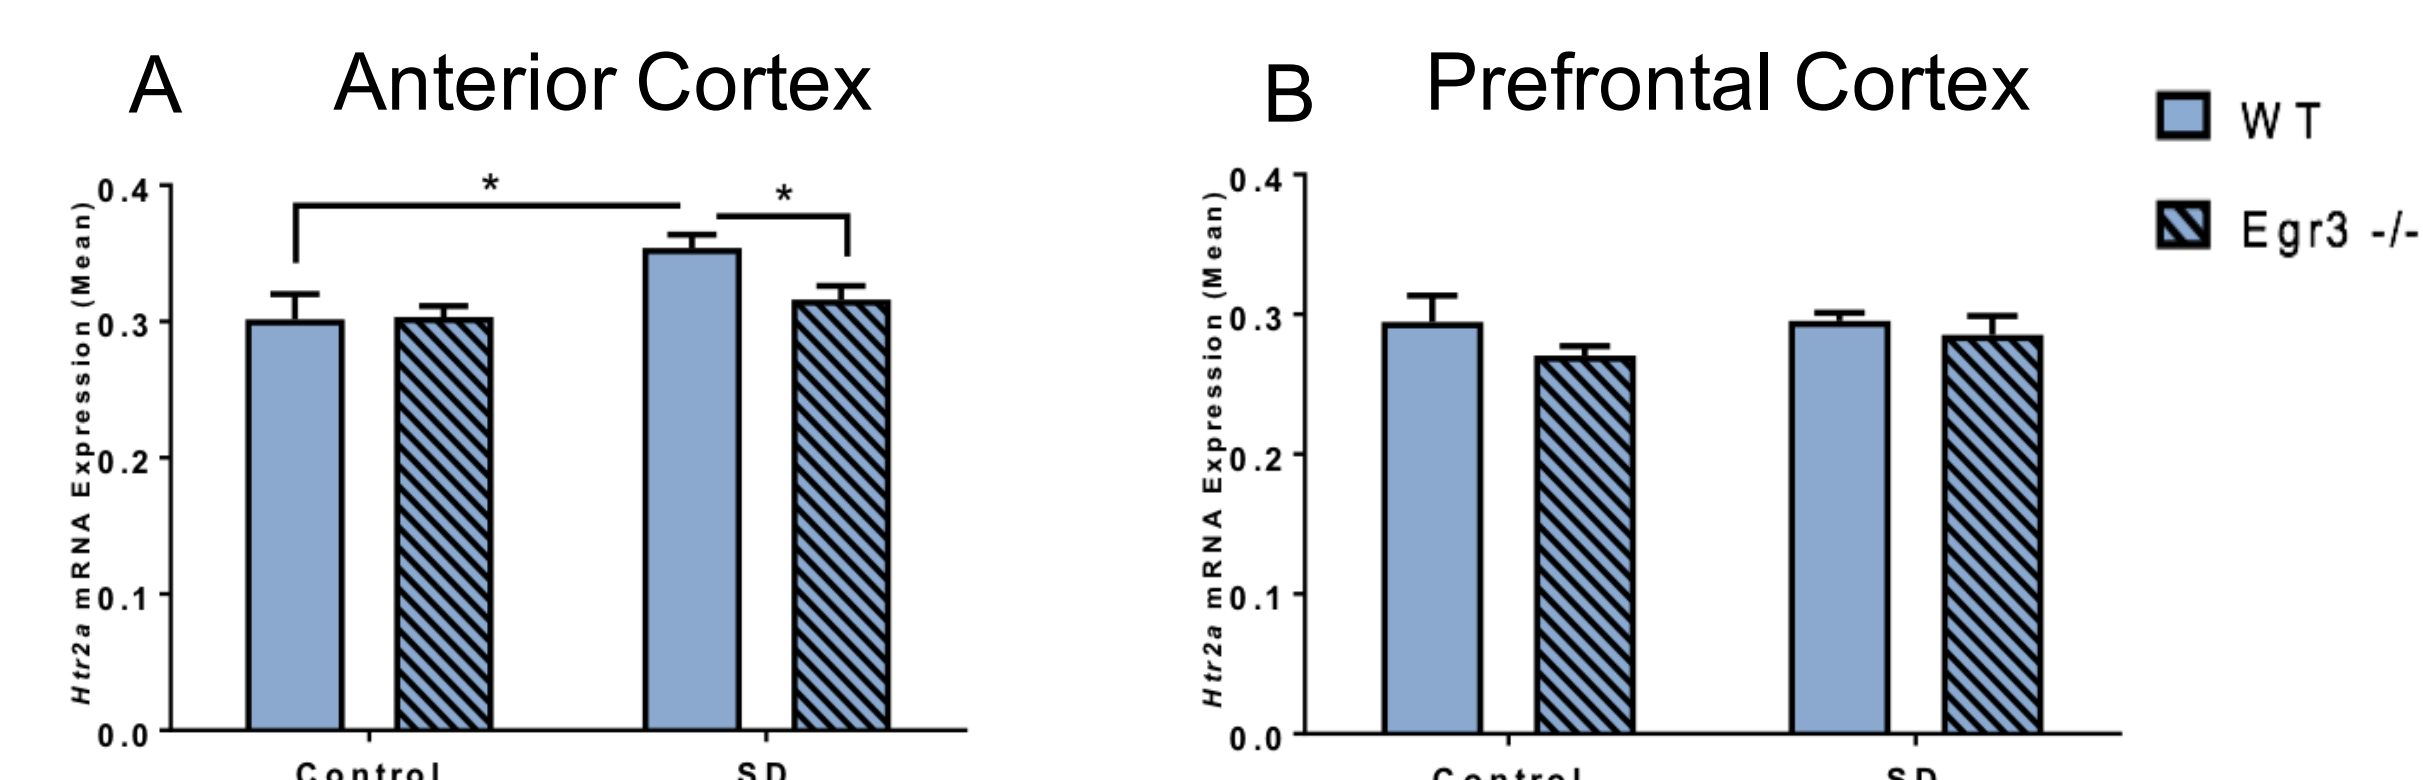 A Anterior Cortex
Htr2a mRNA Expression (Mean)
0.4
0.3
0.2
0.1
0.0
*
*
Control SD
B Prefrontal Cortex
Htr2a mRNA Expression (Mean)
0.4
0.3
0.2
0.1
0.0
Control SD
WT
Egr3 -/-